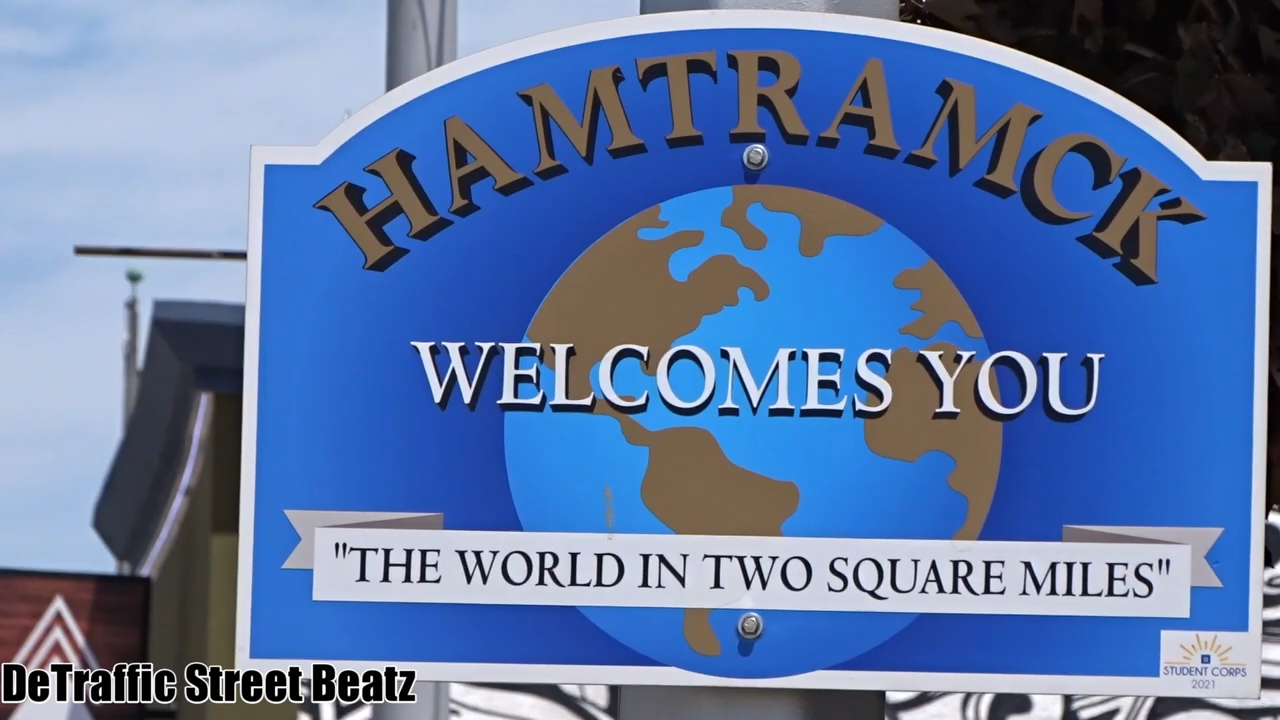 HAMTRAMCK
WELCOMES YOU
"THE WORLD IN TWO SQUARE MILES"
STUDENT CORPS
2021
DeTraffic Street Beatz